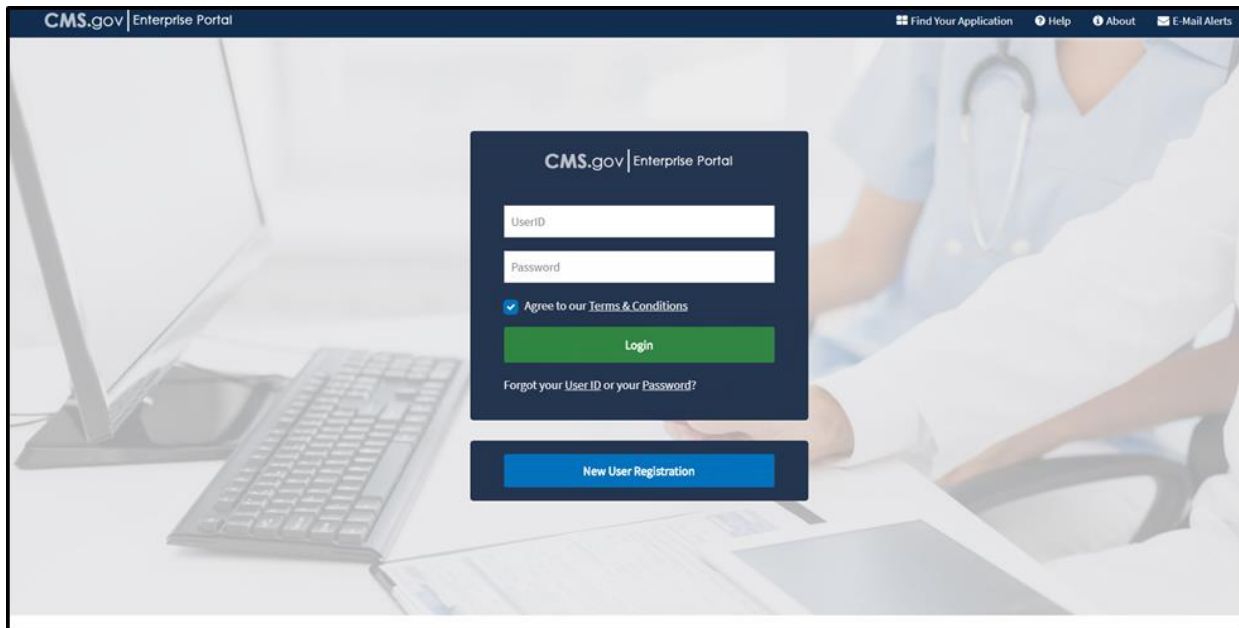 CMS.gov | Enterprise Portal
Find Your Application Help About E-Mail Alerts
CMS.gov | Enterprise Portal
UserID
Password
Agree to our Terms & Conditions
Login
Forgot your User ID or your Password?
New User Registration